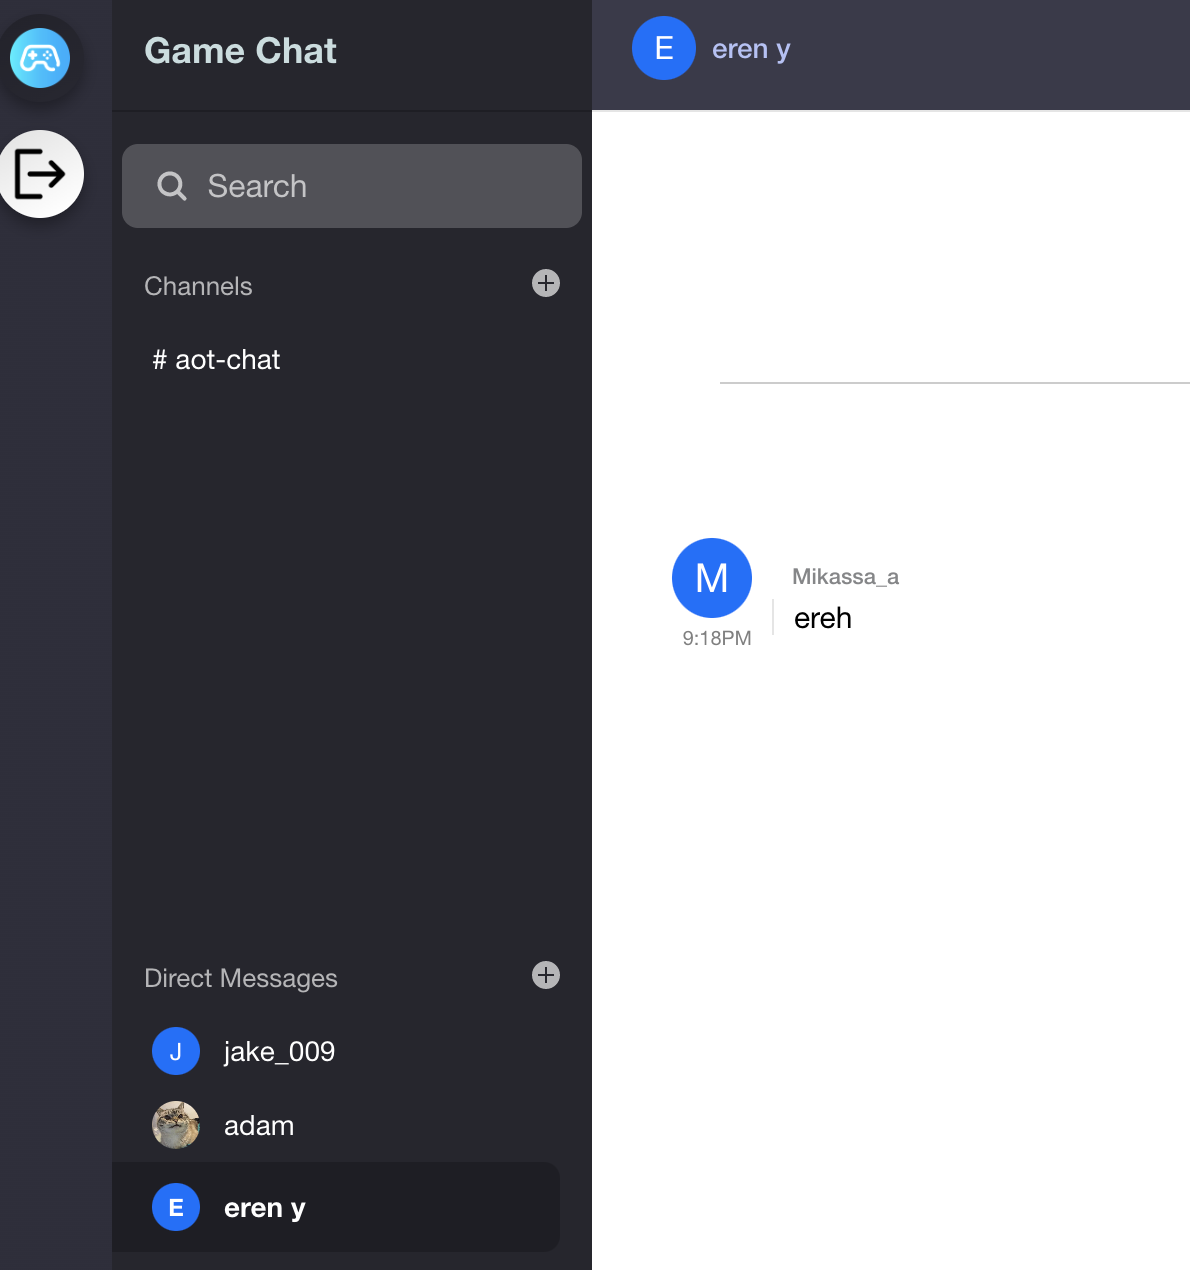 Game Chat
Search
Channels
# aot-chat
Direct Messages
J jake_009
adam
E eren y
E eren y
M
Mikassa_a
ereh
9:18PM